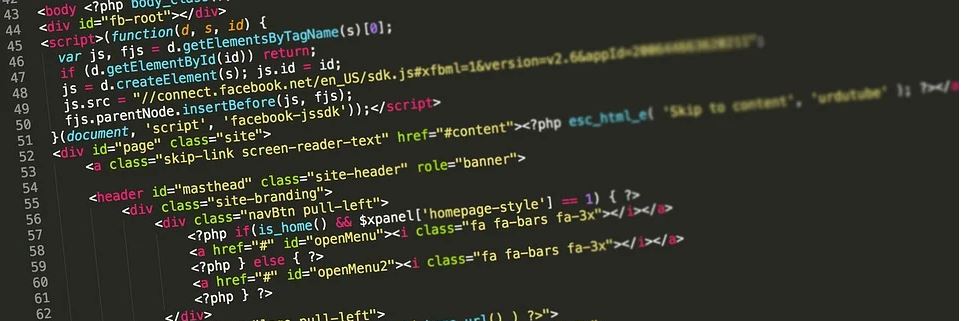 42
43 <body <?php body_class
44 <div id="fb-root"></div>
45 <script>(function(d, s, id) {
46 var js, fjs = d.getElementsByTagName(s)[0];
47 if (d.getElementById(id)) return;
48 js = d.createElement(s); js.id = id;
49 js.src = "//connect.facebook.net/en_US/sdk.js#xfbml=1&version=v2.6&appId=
50 fjs.parentNode.insertBefore(js, fjs);
51 }(document, 'script', 'facebook-jssdk'));</script>
52 <div id="page" class="site">
53 <a class="skip-link screen-reader-text" href="#content"><?php esc_html_e( 'Skip to content', 'urdutube' ); ?></a
54
55 <header id="masthead" class="site-header" role="banner">
56 <div class="site-branding">
57 <div class="navBtn pull-left">
58 <?php if(is_home() && $xpanel['homepage-style'] == 1) { ?>
59 <a href="#" id="openMenu"><i class="fa fa-bars fa-3x"></i></a>
60 <?php } else { ?>
61 <a href="#" id="openMenu2"><i class="fa fa-bars fa-3x"></i></a>
62 <?php } ?>
</div>
pull-left">